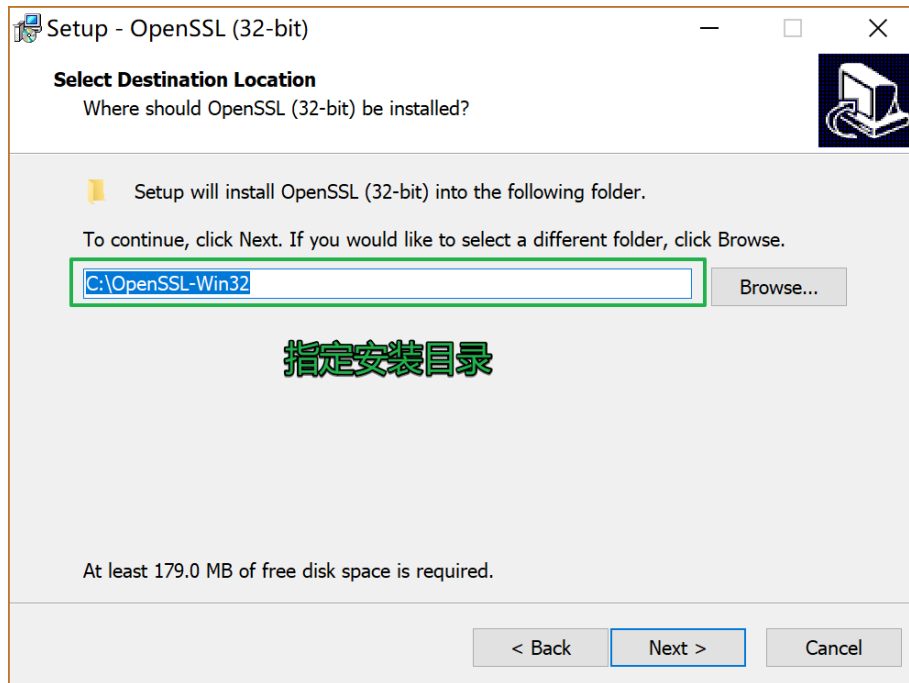 Setup - OpenSSL (32-bit)
Select Destination Location
Where should OpenSSL (32-bit) be installed?
Setup will install OpenSSL (32-bit) into the following folder.
To continue, click Next. If you would like to select a different folder, click Browse.
C:\OpenSSL-Win32
Browse...
指定安装目录
At least 179.0 MB of free disk space is required.
< Back
Next >
Cancel